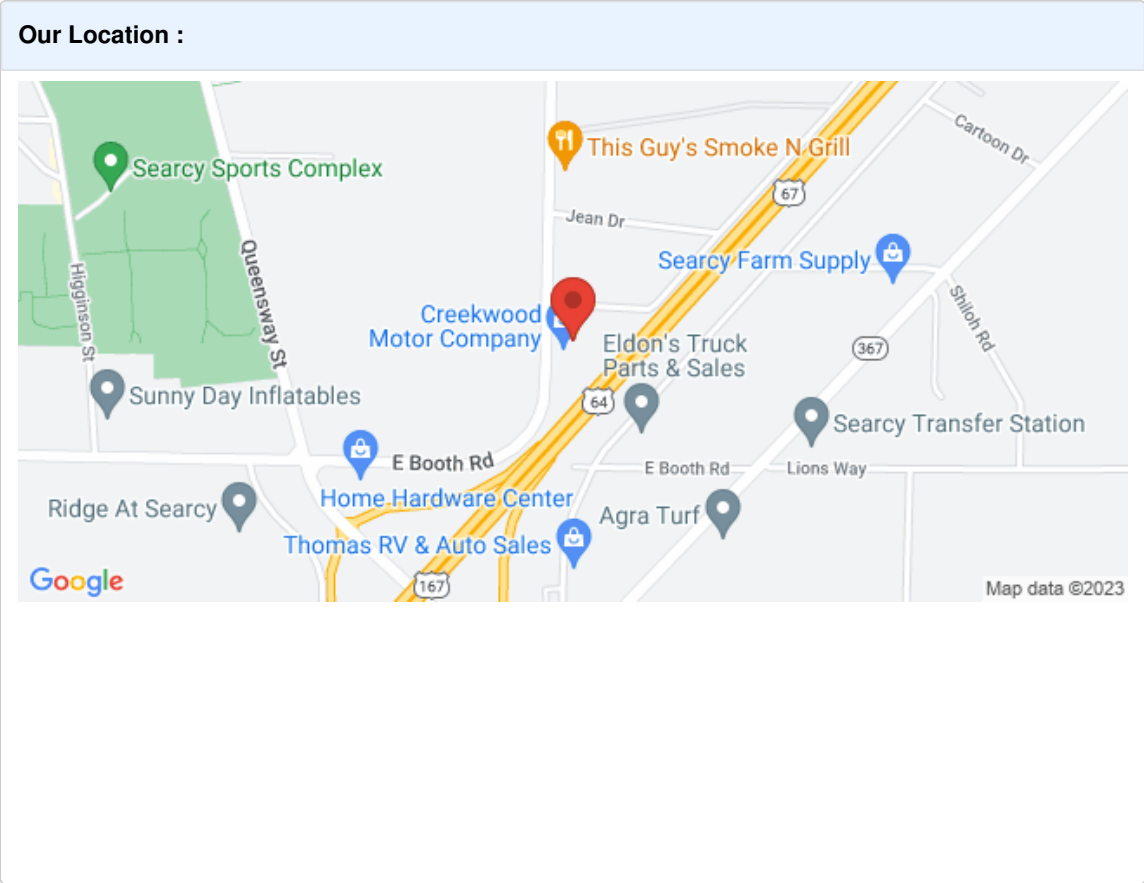 Our Location :
This Guy's Smoke N Grill
Cartoon Dr
Searcy Sports Complex
67
Jean Dr
Queensway St
Searcy Farm Supply
Higginson St
Creekwood
Motor Company
Shiloh Rd
Eldon's Truck
Parts & Sales
367
Sunny Day Inflatables
64
Searcy Transfer Station
E Booth Rd
E Booth Rd
Lions Way
Home Hardware Center
Ridge At Searcy
Agra Turf
Thomas RV & Auto Sales
Google
167
Map data ©2023